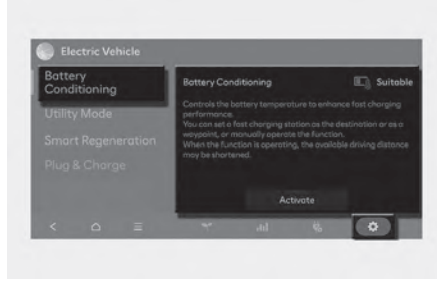 Electric Vehicle
Battery
Conditioning
Utility Mode
Smart Regeneration
Plug & Charge
Battery Conditioning
Suitable
Controls the battery temperature to enhance fast charging
performance.
You can set a fast charging station as the destination or as a
waypoint, or manually operate the function.
When the function is operating, the available driving distance
may be shortened.
Activate